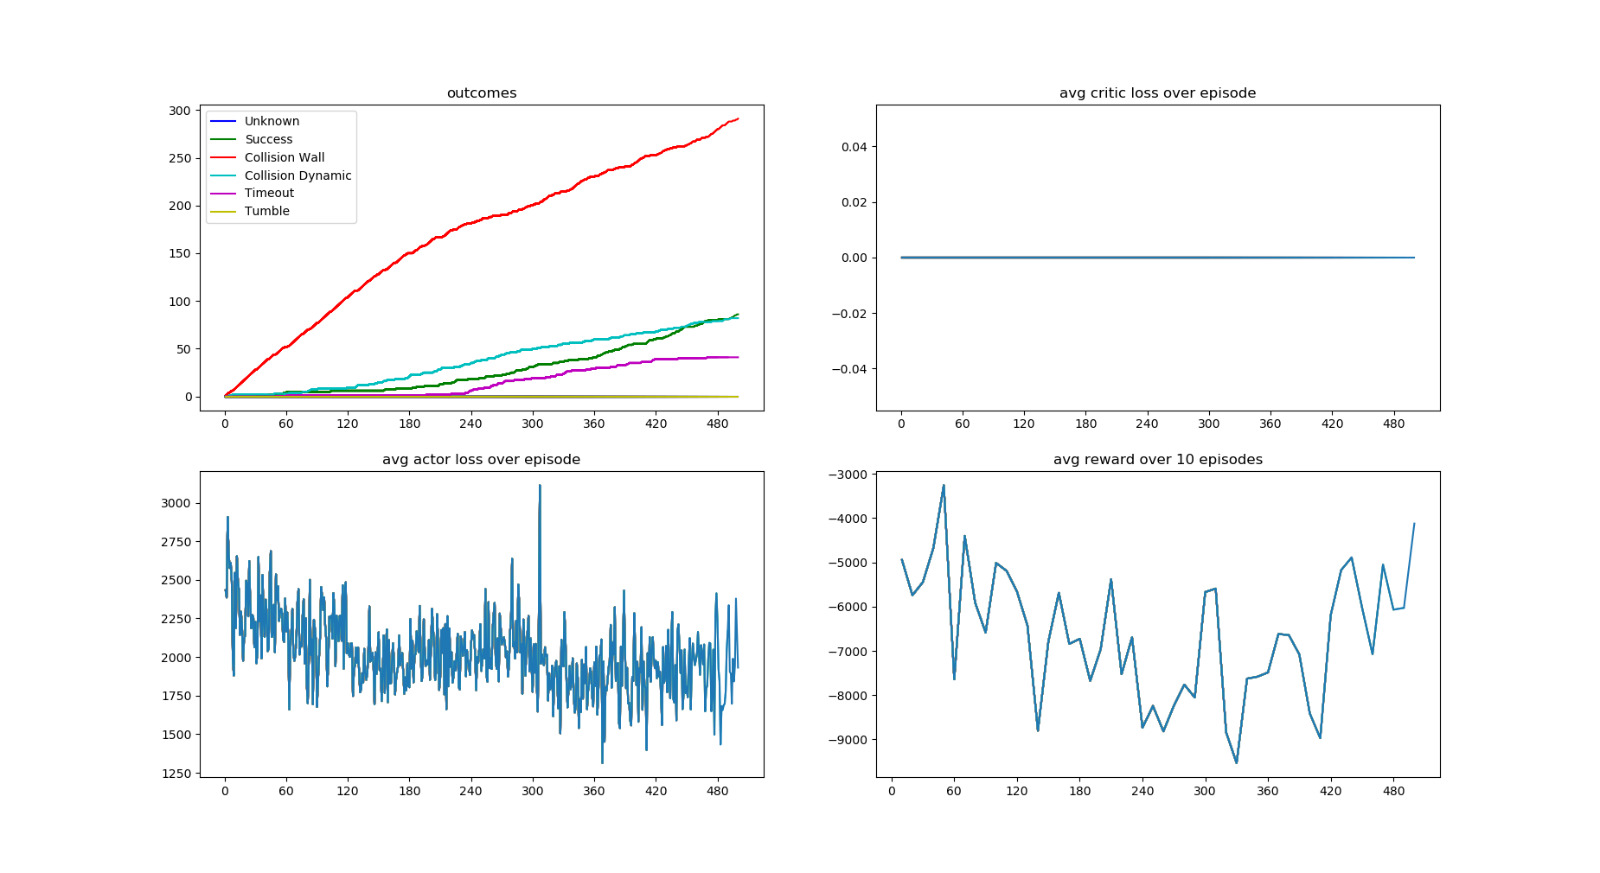 outcomes
300
250
200
150
100
50
0
Unknown
Success
Collision Wall
Collision Dynamic
Timeout
Tumble
0 60 120 180 240 300 360 420 480
avg critic loss over episode
0.04
0.02
0.00
−0.02
−0.04
0 60 120 180 240 300 360 420 480
avg actor loss over episode
3000
2750
2500
2250
2000
1750
1500
1250
0 60 120 180 240 300 360 420 480
avg reward over 10 episodes
−3000
−4000
−5000
−6000
−7000
−8000
−9000
0 60 120 180 240 300 360 420 480